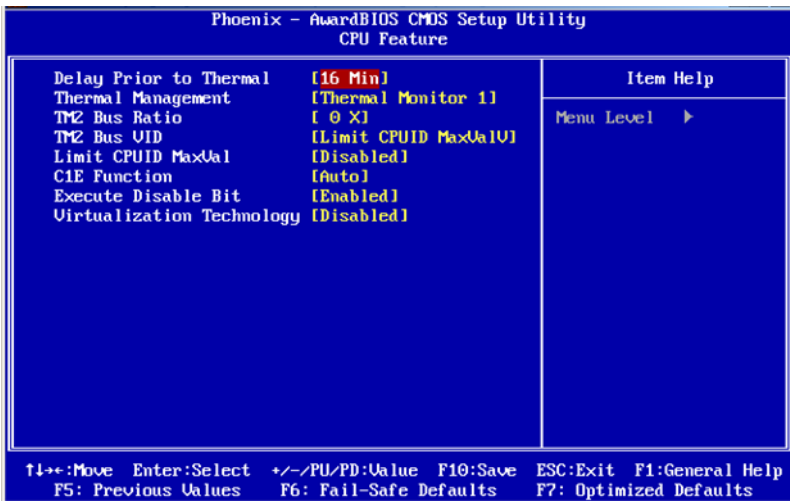 Phoenix - AwardBIOS CMOS Setup Utility
CPU Feature
Delay Prior to Thermal [16 Min]
Thermal Management [Thermal Monitor 1]
TM2 Bus Ratio [ 0 X]
TM2 Bus VID [Limit CPUID MaxValV]
Limit CPUID MaxVal [Disabled]
C1E Function [Auto]
Execute Disable Bit [Enabled]
Virtualization Technology [Disabled]
Item Help
Menu Level ▶
↑↓→←:Move Enter:Select +/-/PU/PD:Value F10:Save ESC:Exit F1:General Help
F5: Previous Values F6: Fail-Safe Defaults F7: Optimized Defaults